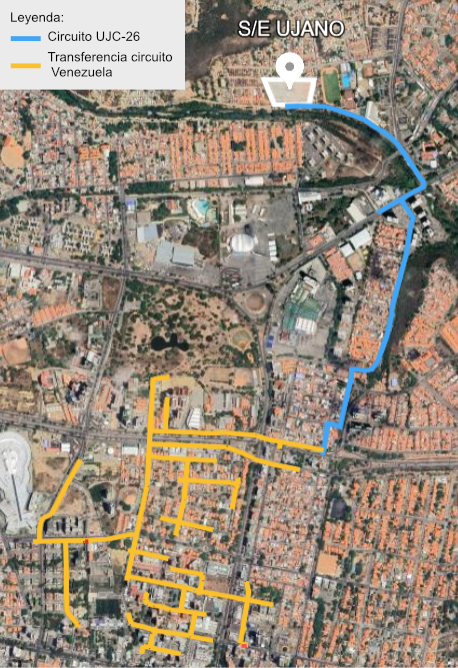 Leyenda:
Circuito UJC-26
Transferencia circuito
Venezuela
S/E UJANO